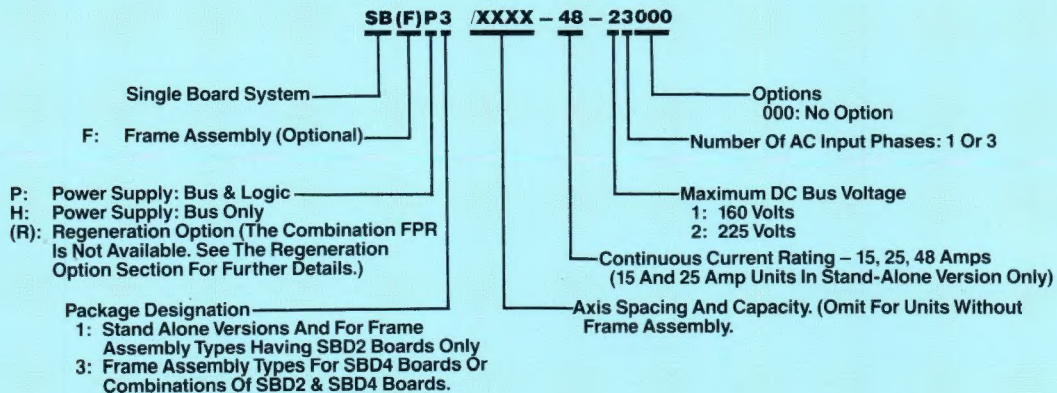 SB(F)P3 /XXXX – 48 – 23000
Single Board System
F: Frame Assembly (Optional)
P: Power Supply: Bus & Logic
H: Power Supply: Bus Only
(R): Regeneration Option (The Combination FPR
Is Not Available. See The Regeneration
Option Section For Further Details.)
Package Designation
1: Stand Alone Versions And For Frame
Assembly Types Having SBD2 Boards Only
3: Frame Assembly Types For SBD4 Boards Or
Combinations Of SBD2 & SBD4 Boards.
Options
000: No Option
Number Of AC Input Phases: 1 Or 3
Maximum DC Bus Voltage
1: 160 Volts
2: 225 Volts
Continuous Current Rating – 15, 25, 48 Amps
(15 And 25 Amp Units In Stand-Alone Version Only)
Axis Spacing And Capacity. (Omit For Units Without
Frame Assembly.